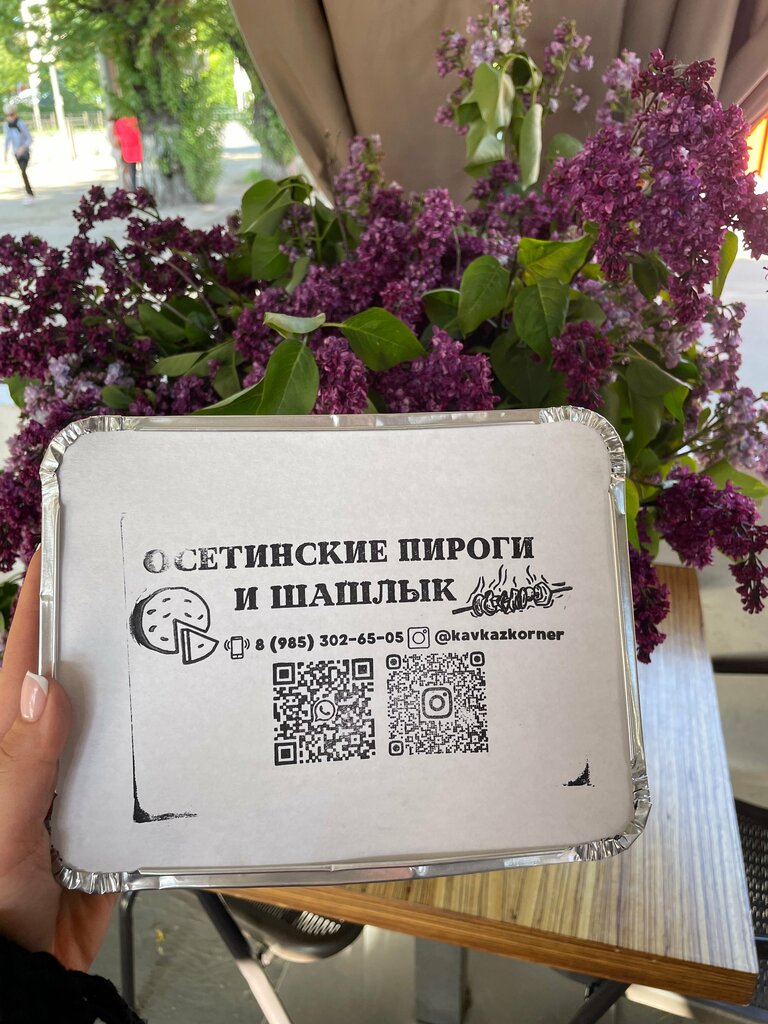 ОСЕТИНСКИЕ ПИРОГИ
И ШАШЛЫК
8 (985) 302-65-05 @kavkazkorner